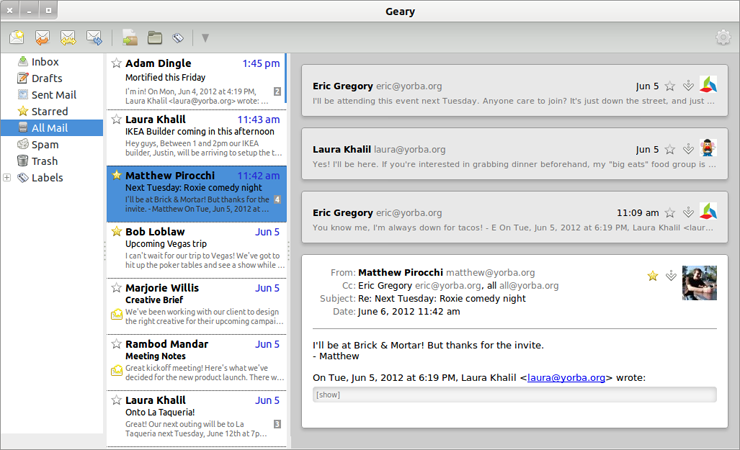 Geary
Inbox
Drafts
Sent Mail
Starred
All Mail
Spam
Trash
Labels
Adam Dingle 1:45 pm
Mortified this Friday
I'm in! On Mon, Jun 4, 2012 at 4:19 PM,
Laura Khalil <laura@yorba.org> wrote: … 2
Laura Khalil 11:43 am
IKEA Builder coming in this afternoon
Hey guys, Between 1 and 2pm our IKEA
builder, Justin, will be arriving to setup the t…
Matthew Pirocchi 11:42 am
Next Tuesday: Roxie comedy night
I'll be at Brick & Mortar! But thanks for the
invite. - Matthew On Tue, Jun 5, 2012 at … 4
Bob Loblaw Jun 5
Upcoming Vegas trip
I can't wait for our trip to Vegas! We've got to
hit up the poker tables and see a show while …
Marjorie Willis Jun 5
Creative Brief
We've been working with our client to design
the right creative for their upcoming campai…
Rambod Mandar Jun 5
Meeting Notes
Great kickoff meeting! Here's what we've
decided for the new product launch. There w…
Laura Khalil Jun 5
Onto La Taqueria!
Great! Our next outing will be to La
Taqueria next Tuesday, June 12th at 7p… 3
Eric Gregory eric@yorba.org Jun 5
I'll be attending this event next Tuesday. Anyone care to join? It's just down the street, and just …
Laura Khalil laura@yorba.org Jun 5
Yes! I'll be here. If you're interested in grabbing dinner beforehand, my "big eats" food group is …
Eric Gregory eric@yorba.org 11:09 am
You know me, I'm always down for tacos! - E On Tue, Jun 5, 2012 at 6:19 PM, Laura Khalil <laur…
From: Matthew Pirocchi matthew@yorba.org
Cc: Eric Gregory eric@yorba.org, all all@yorba.org
Subject: Re: Next Tuesday: Roxie comedy night
Date: June 6, 2012 11:42 am
I'll be at Brick & Mortar! But thanks for the invite.
- Matthew
On Tue, Jun 5, 2012 at 6:19 PM, Laura Khalil <laura@yorba.org> wrote:
[show]